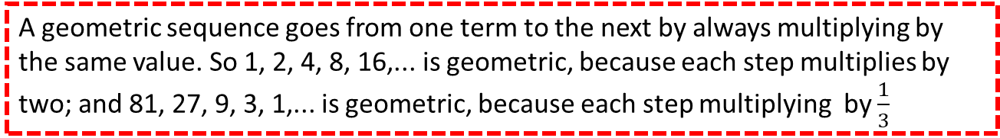 A geometric sequence goes from one term to the next by always multiplying by
the same value. So 1, 2, 4, 8, 16,... is geometric, because each step multiplies by
two; and 81, 27, 9, 3, 1,... is geometric, because each step multiplying by 1/3